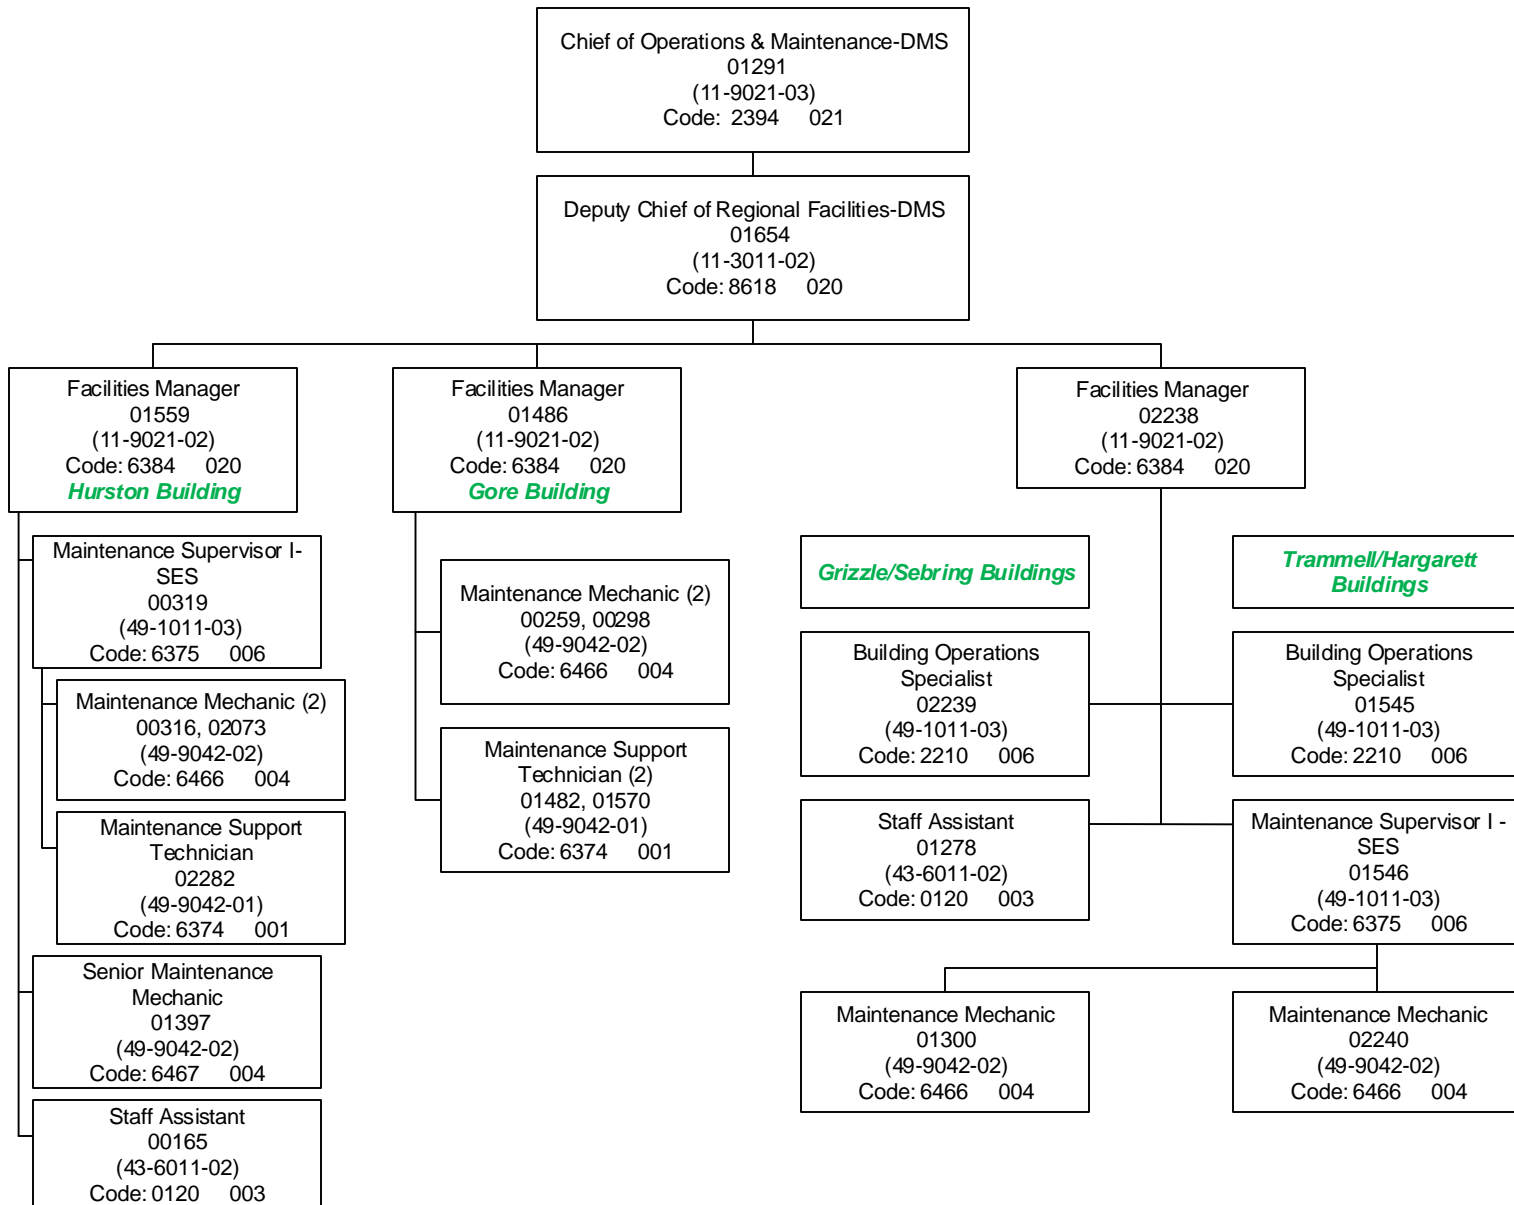 Chief of Operations & Maintenance-DMS
01291
(11-9021-03)
Code: 2394 021
Deputy Chief of Regional Facilities-DMS
01654
(11-3011-02)
Code: 8618 020
Facilities Manager
01559
(11-9021-02)
Code: 6384 020
Hurston Building
Maintenance Supervisor I-
SES
00319
(49-1011-03)
Code: 6375 006
Maintenance Mechanic (2)
00316, 02073
(49-9042-02)
Code: 6466 004
Maintenance Support
Technician
02282
(49-9042-01)
Code: 6374 001
Senior Maintenance
Mechanic
01397
(49-9042-02)
Code: 6467 004
Staff Assistant
00165
(43-6011-02)
Code: 0120 003
Facilities Manager
01486
(11-9021-02)
Code: 6384 020
Gore Building
Maintenance Mechanic (2)
00259, 00298
(49-9042-02)
Code: 6466 004
Maintenance Support
Technician (2)
01482, 01570
(49-9042-01)
Code: 6374 001
Facilities Manager
02238
(11-9021-02)
Code: 6384 020
Grizzle/Sebring Buildings
Building Operations
Specialist
02239
(49-1011-03)
Code: 2210 006
Staff Assistant
01278
(43-6011-02)
Code: 0120 003
Trammell/Hargarett
Buildings
Building Operations
Specialist
01545
(49-1011-03)
Code: 2210 006
Maintenance Supervisor I -
SES
01546
(49-1011-03)
Code: 6375 006
Maintenance Mechanic
01300
(49-9042-02)
Code: 6466 004
Maintenance Mechanic
02240
(49-9042-02)
Code: 6466 004